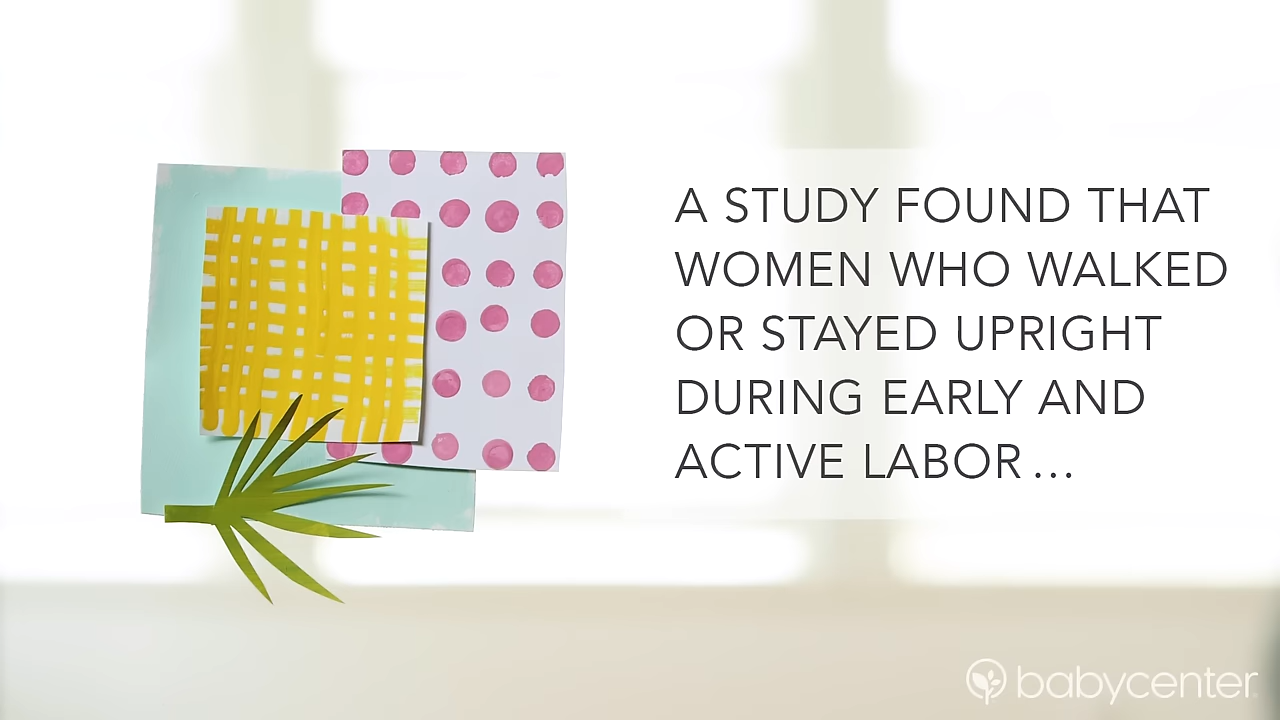 A STUDY FOUND THAT
WOMEN WHO WALKED
OR STAYED UPRIGHT
DURING EARLY AND
ACTIVE LABOR ...
babycenter